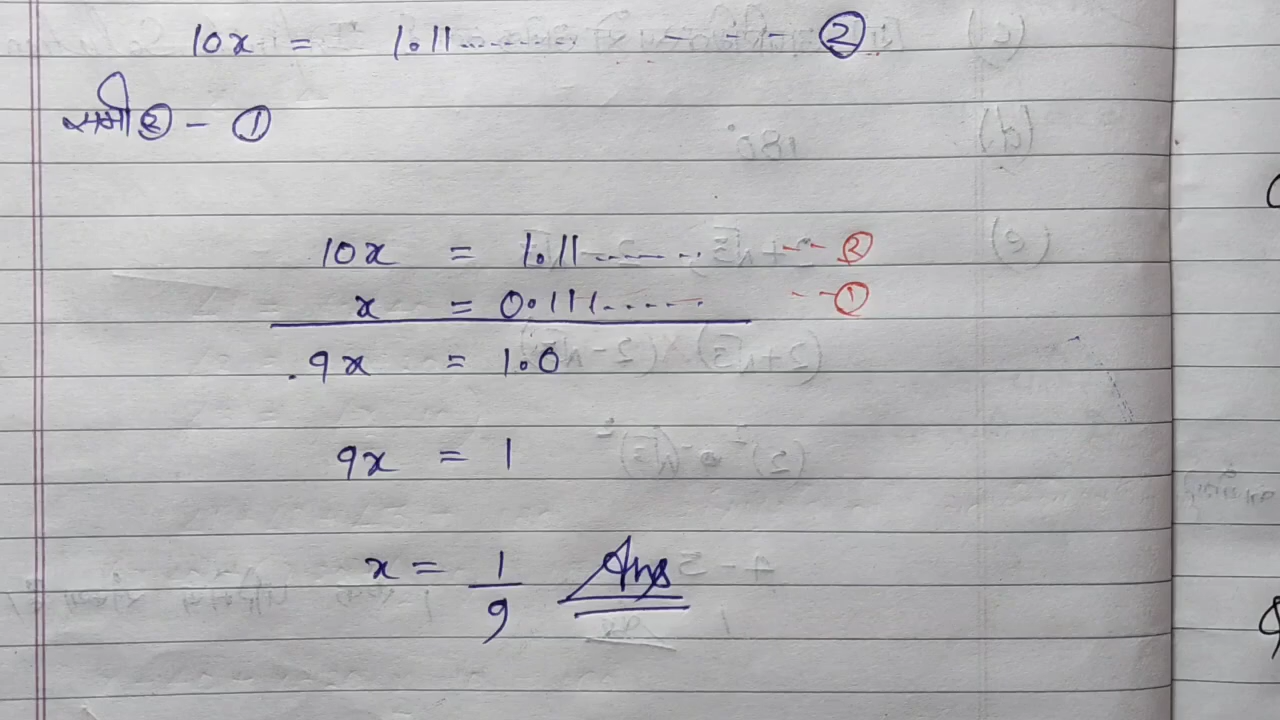 10x = 1.11........... - - - - ②
समी ② - ①
10x = 1.11........ --- ②
x = 0.111...... --- ①
9x = 1.0
9x = 1
x = 1/9 Ans